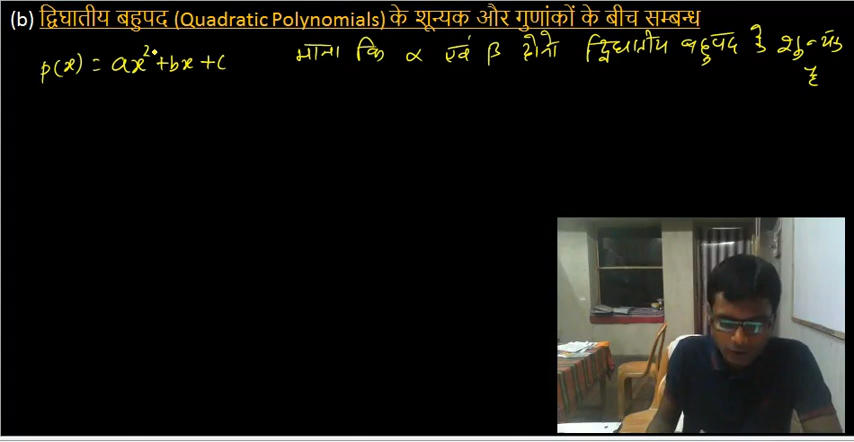 (b) द्विघातीय बहुपद (Quadratic Polynomials) के शून्यक और गुणांकों के बीच सम्बन्ध
p(x) = ax²+bx+c माना कि α एवं β दोनो द्विघातीय बहुपद के शून्यक
है